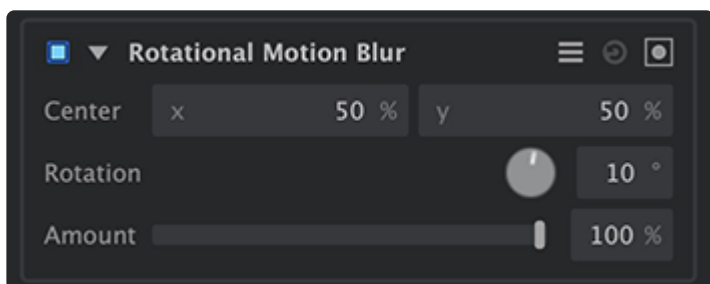 Rotational Motion Blur
Center x 50 % y 50 %
Rotation 10 °
Amount 100 %